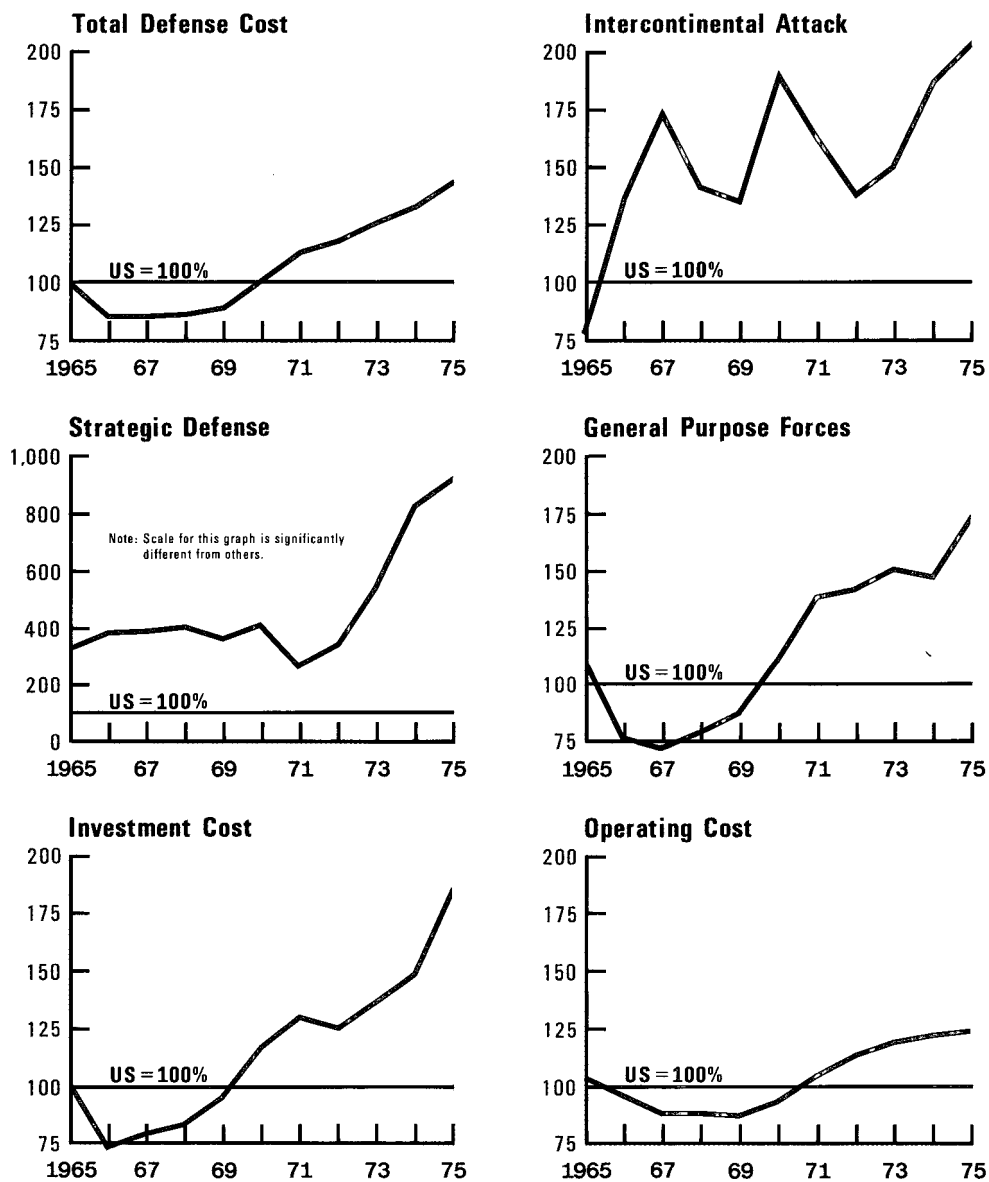 Total Defense Cost
200
175
150
125
US = 100%
100
75
1965 67 69 71 73 75
Intercontinental Attack
200
175
150
125
US = 100%
100
75
1965 67 69 71 73 75
Strategic Defense
1,000
800
Note: Scale for this graph is significantly
different from others.
600
400
200
US = 100%
0
1965 67 69 71 73 75
General Purpose Forces
200
175
150
125
US = 100%
100
75
1965 67 69 71 73 75
Investment Cost
200
175
150
125
US = 100%
100
75
1965 67 69 71 73 75
Operating Cost
200
175
150
125
US = 100%
100
75
1965 67 69 71 73 75